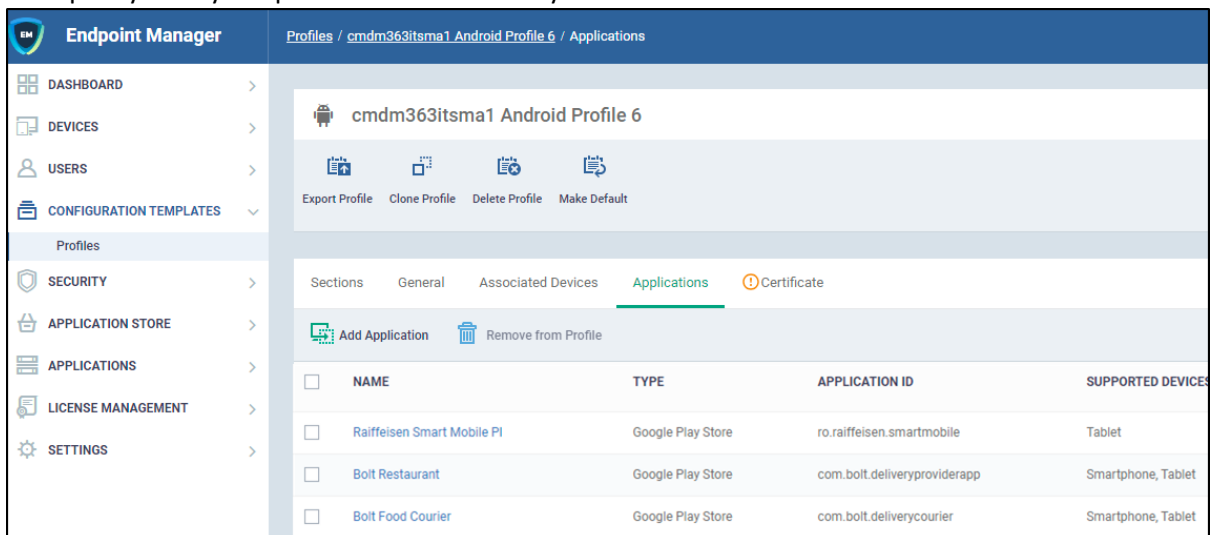 EM
Endpoint Manager
Profiles / cmdm363itsma1 Android Profile 6 / Applications
DASHBOARD
DEVICES
USERS
CONFIGURATION TEMPLATES
Profiles
SECURITY
APPLICATION STORE
APPLICATIONS
LICENSE MANAGEMENT
SETTINGS
cmdm363itsma1 Android Profile 6
Export Profile Clone Profile Delete Profile Make Default
Sections General Associated Devices Applications Certificate
Add Application Remove from Profile
NAME TYPE APPLICATION ID SUPPORTED DEVICES
Raiffeisen Smart Mobile PI Google Play Store ro.raiffeisen.smartmobile Tablet
Bolt Restaurant Google Play Store com.bolt.deliveryproviderapp Smartphone, Tablet
Bolt Food Courier Google Play Store com.bolt.deliverycourier Smartphone, Tablet